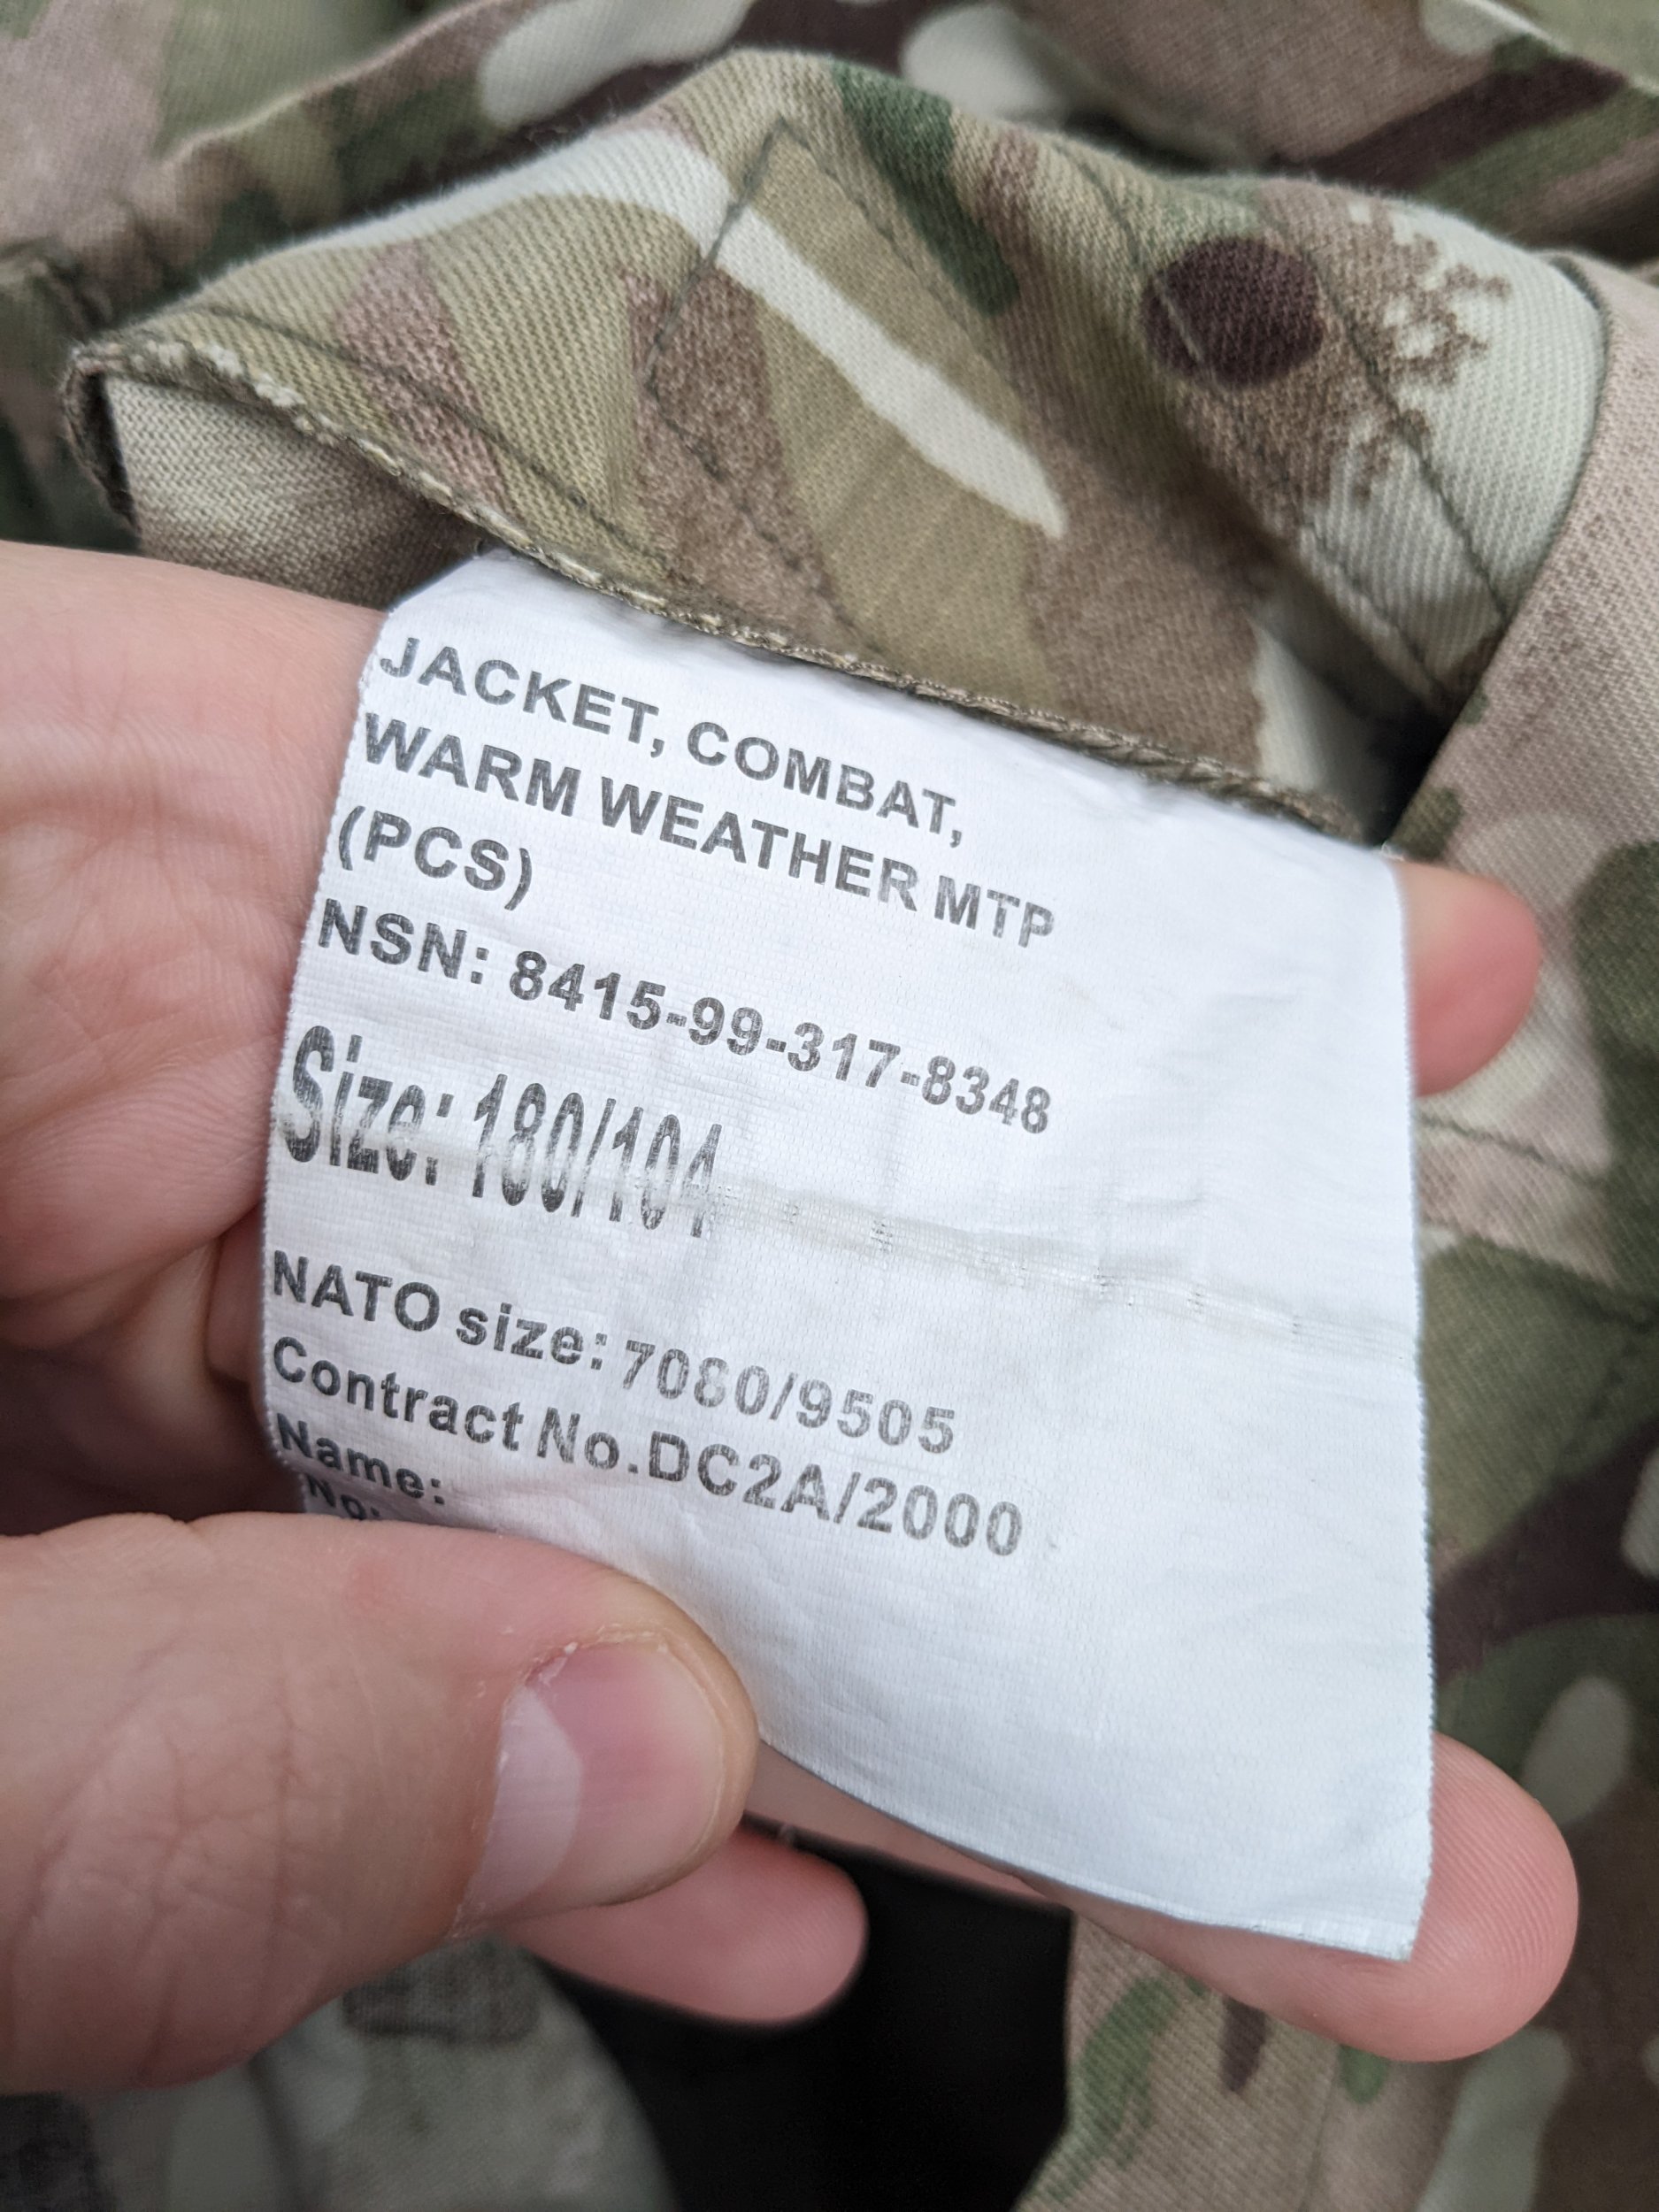 JACKET, COMBAT,
WARM WEATHER MTP
(PCS)
NSN: 8415-99-317-8348
Size: 180/104
NATO size: 7080/9505
Contract No.DC2A/2000
Name:
No: